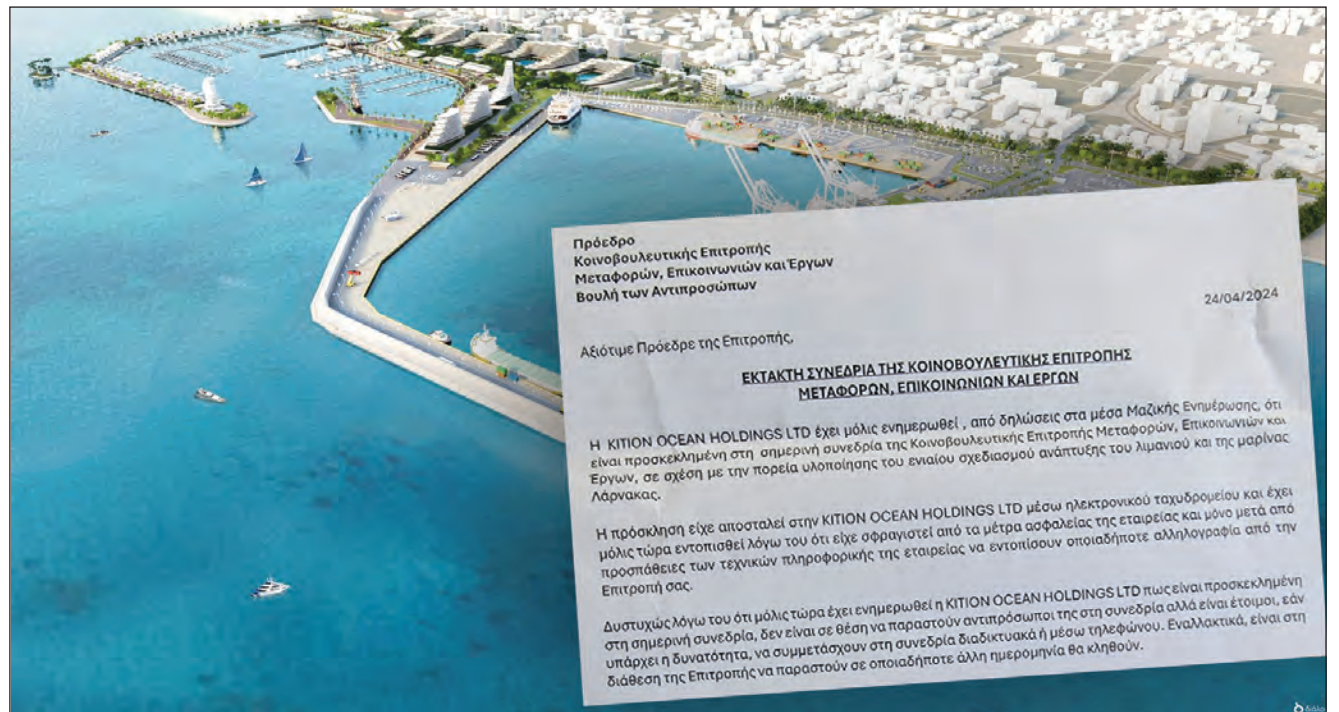 Πρόεδρο
Κοινοβουλευτικής Επιτροπής
Μεταφορών, Επικοινωνιών και Έργων
Βουλή των Αντιπροσώπων
24/04/2024
Αξιότιμε Πρόεδρε της Επιτροπής,
ΕΚΤΑΚΤΗ ΣΥΝΕΔΡΙΑ ΤΗΣ ΚΟΙΝΟΒΟΥΛΕΥΤΙΚΗΣ ΕΠΙΤΡΟΠΗΣ
ΜΕΤΑΦΟΡΩΝ, ΕΠΙΚΟΙΝΩΝΙΩΝ ΚΑΙ ΕΡΓΩΝ
Η KITION OCEAN HOLDINGS LTD έχει μόλις ενημερωθεί , από δηλώσεις στα μέσα Μαζικής Ενημέρωσης, ότι
είναι προσκεκλημένη στη σημερινή συνεδρία της Κοινοβουλευτικής Επιτροπής Μεταφορών, Επικοινωνιών και
Έργων, σε σχέση με την πορεία υλοποίησης του ενιαίου σχεδιασμού ανάπτυξης του λιμανιού και της μαρίνας
Λάρνακας.
Η πρόσκληση είχε αποσταλεί στην KITION OCEAN HOLDINGS LTD μέσω ηλεκτρονικού ταχυδρομείου και έχει
μόλις τώρα εντοπισθεί λόγω του ότι είχε σφραγιστεί από τα μέτρα ασφαλείας της εταιρείας και μόνο μετά από
προσπάθειες των τεχνικών πληροφορικής της εταιρείας να εντοπίσουν οποιαδήποτε αλληλογραφία από την
Επιτροπή σας.
Δυστυχώς λόγω του ότι μόλις τώρα έχει ενημερωθεί η KITION OCEAN HOLDINGS LTD πως είναι προσκεκλημένη
στη σημερινή συνεδρία, δεν είναι σε θέση να παραστούν αντιπρόσωποι της στη συνεδρία αλλά είναι έτοιμοι, εάν
υπάρχει η δυνατότητα, να συμμετάσχουν στη συνεδρία διαδικτυακά ή μέσω τηλεφώνου. Εναλλακτικά, είναι στη
διάθεση της Επιτροπής να παραστούν σε οποιαδήποτε άλλη ημερομηνία θα κληθούν.